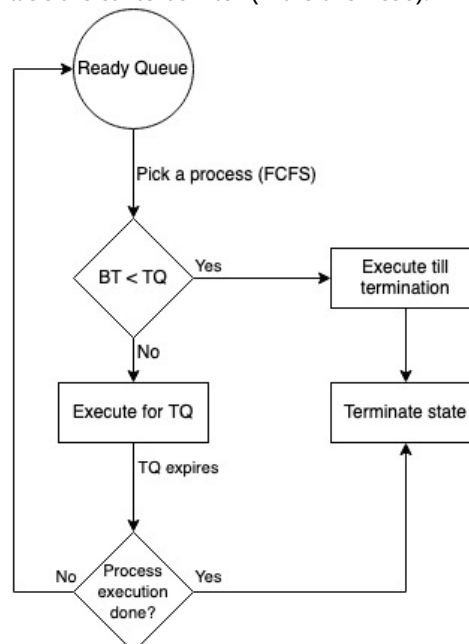 Ready Queue
Pick a process (FCFS)
BT < TQ
Yes
Execute till
termination
No
Execute for TQ
Terminate state
TQ expires
No
Process
execution
done?
Yes